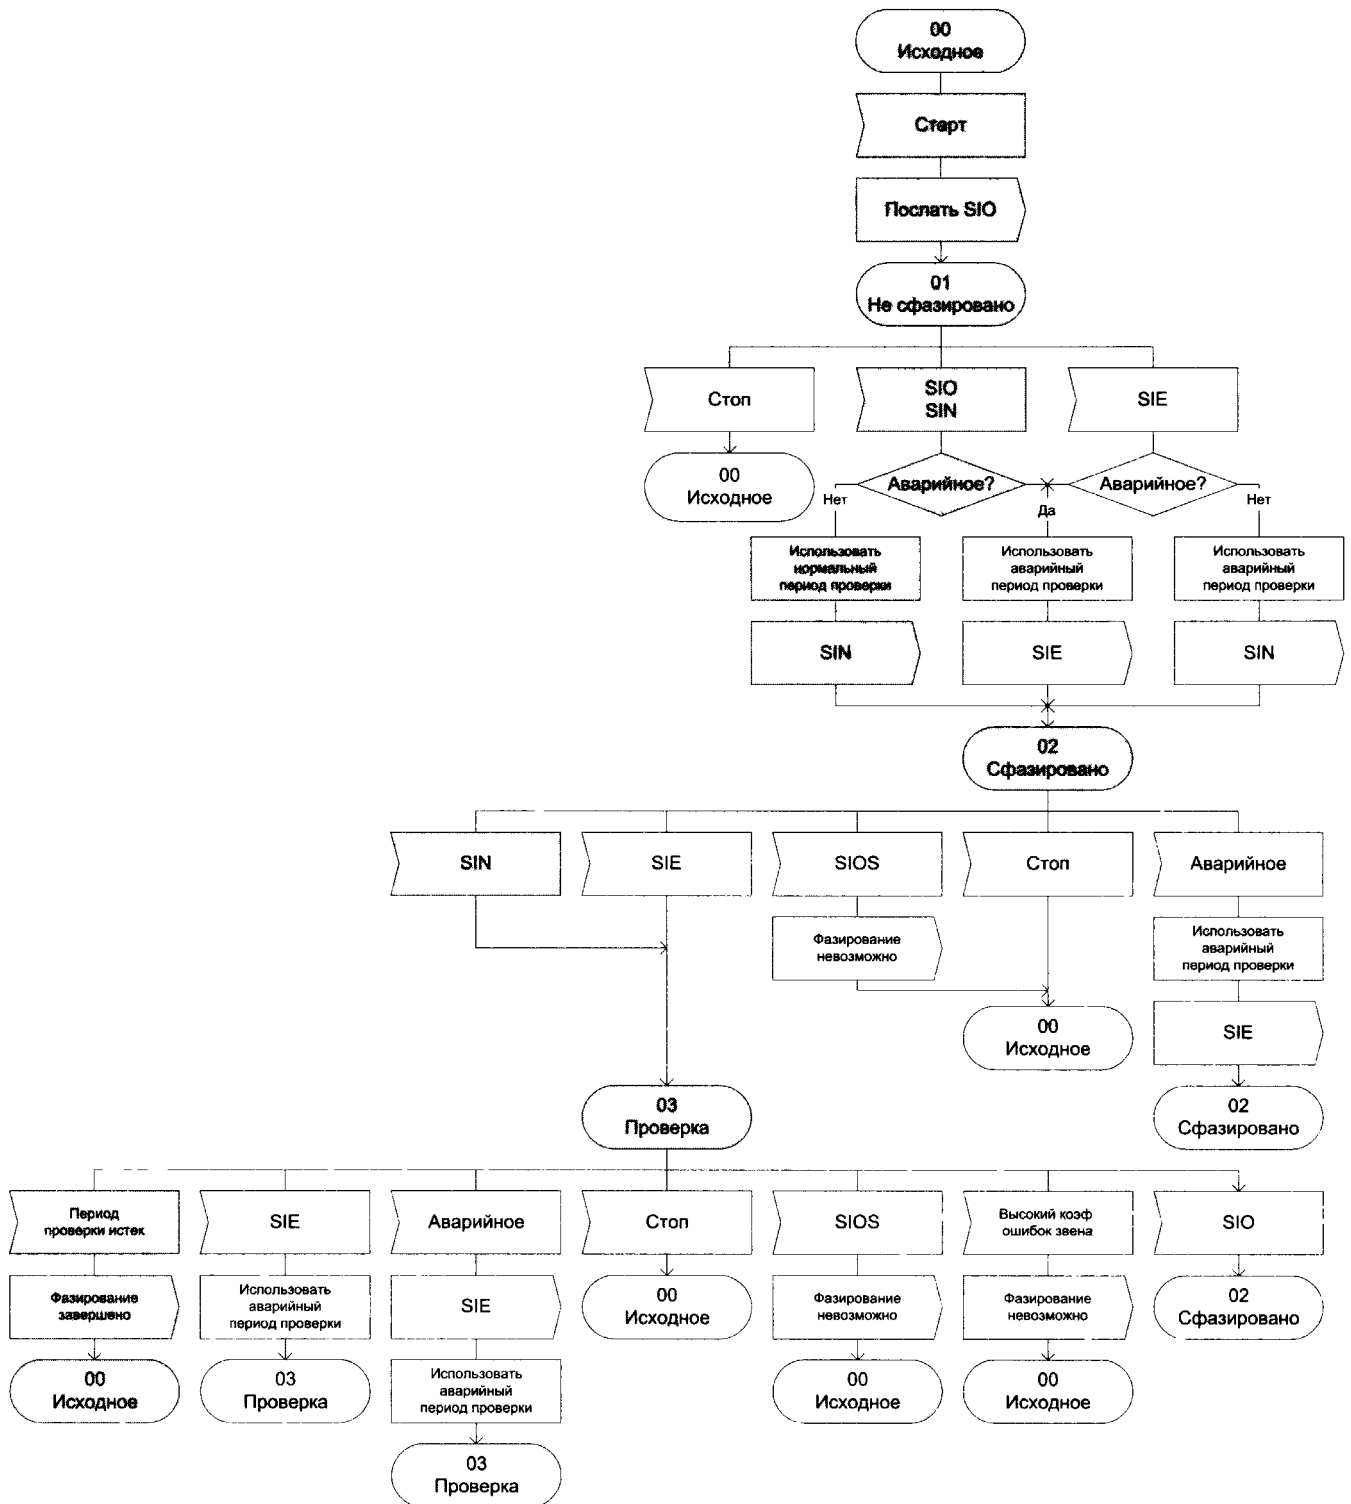 00
Исходное
Старт
Послать SIO
01
Не сфазировано
Стоп
SIO
SIN
SIE
00
Исходное
Аварийное?
Аварийное?
Нет
Да
Нет
Использовать
нормальный
период проверки
Использовать
аварийный
период проверки
Использовать
аварийный
период проверки
SIN
SIE
SIN
02
Сфазировано
SIN
SIE
SIOS
Стоп
Аварийное
Фазирование
невозможно
Использовать
аварийный
период проверки
00
Исходное
SIE
03
Проверка
02
Сфазировано
Период
проверки истек
SIE
Аварийное
Стоп
SIOS
Высокий коэф
ошибок звена
SIO
Фазирование
завершено
Использовать
аварийный
период проверки
SIE
00
Исходное
Фазирование
невозможно
Фазирование
невозможно
02
Сфазировано
00
Исходное
03
Проверка
Использовать
аварийный
период проверки
00
Исходное
00
Исходное
03
Проверка